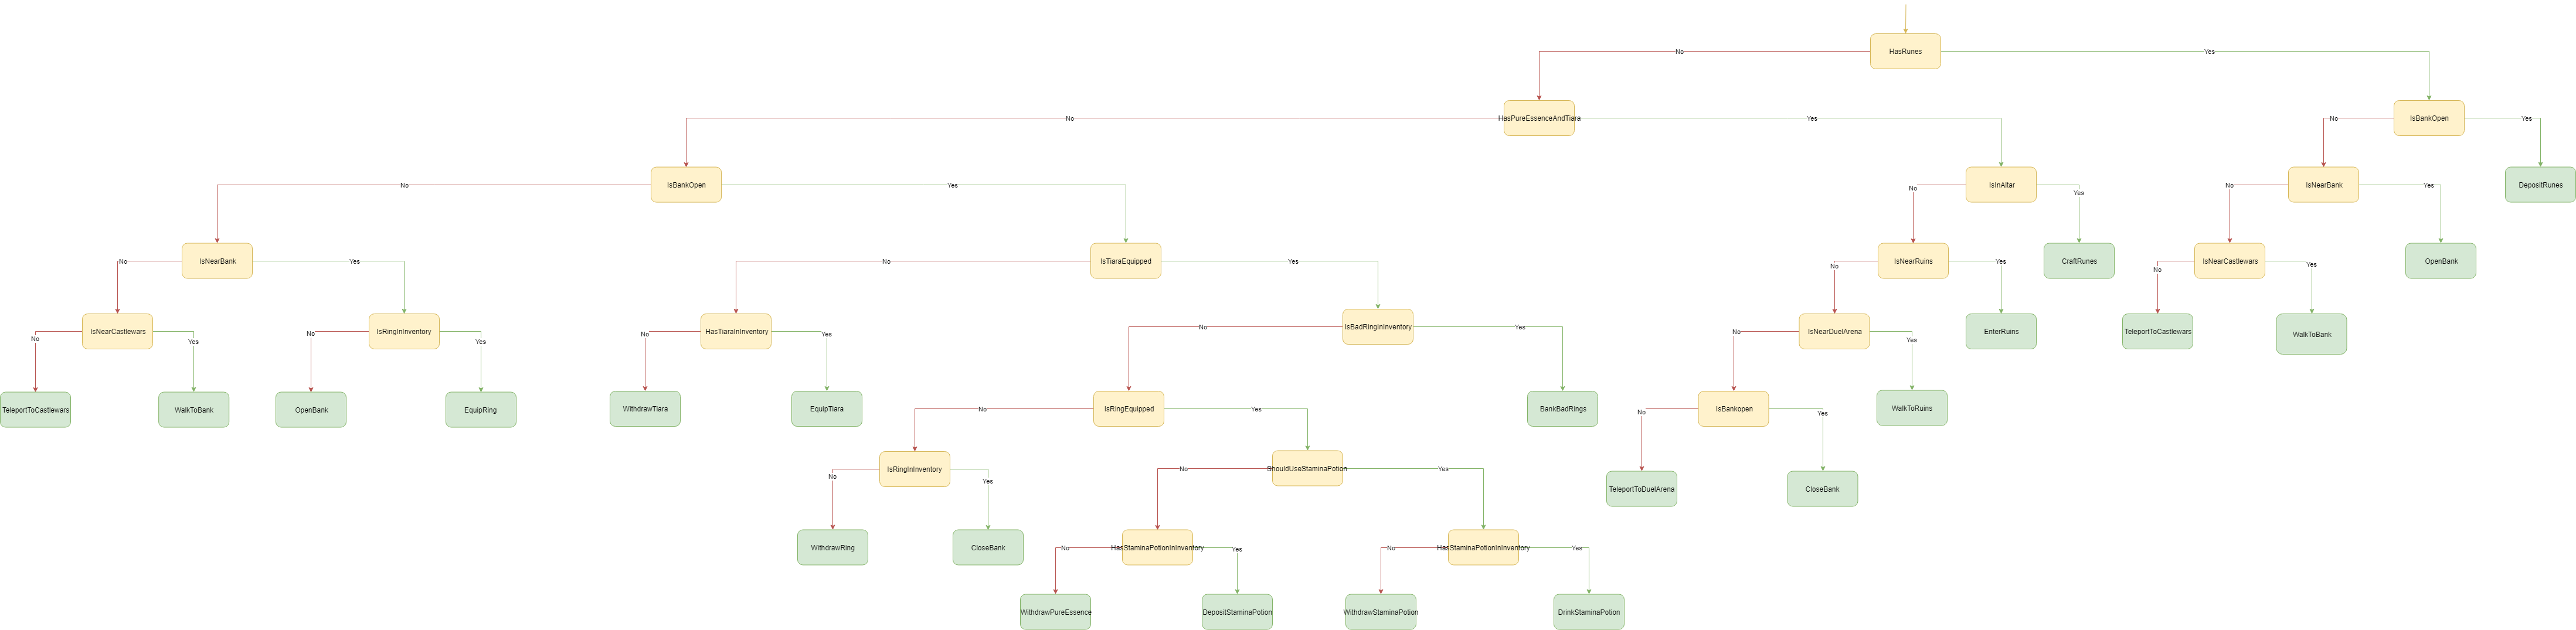 HasRunes
No
Yes
HasPureEssenceAndTiara
IsBankOpen
No
Yes
No
Yes
IsBankOpen
IsInAltar
IsNearBank
DepositRunes
No
Yes
No
Yes
No
Yes
IsNearBank
IsTiaraEquipped
IsNearRuins
CraftRunes
IsNearCastlewars
OpenBank
No
Yes
No
Yes
No
Yes
No
Yes
IsNearCastlewars
IsRingInInventory
HasTiaraInInventory
IsBadRingInInventory
IsNearDuelArena
EnterRuins
TeleportToCastlewars
WalkToBank
No
Yes
No
Yes
No
Yes
No
Yes
No
Yes
TeleportToCastlewars
WalkToBank
OpenBank
EquipRing
WithdrawTiara
EquipTiara
IsRingEquipped
BankBadRings
IsBankopen
WalkToRuins
No
Yes
No
Yes
IsRingInInventory
ShouldUseStaminaPotion
TeleportToDuelArena
CloseBank
No
Yes
No
Yes
WithdrawRing
CloseBank
HasStaminaPotionInInventory
HasStaminaPotionInInventory
No
Yes
No
Yes
WithdrawPureEssence
DepositStaminaPotion
WithdrawStaminaPotion
DrinkStaminaPotion